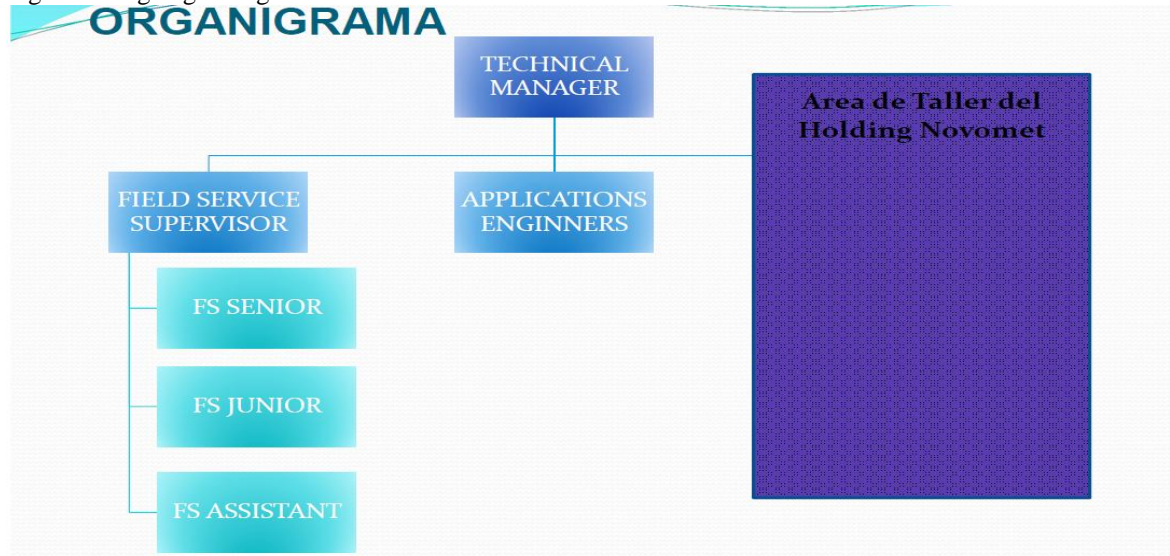 ORGANIGRAMA
TECHNICAL
MANAGER
Area de Taller del
Holding Novomet
FIELD SERVICE
SUPERVISOR
APPLICATIONS
ENGINNERS
FS SENIOR
FS JUNIOR
FS ASSISTANT